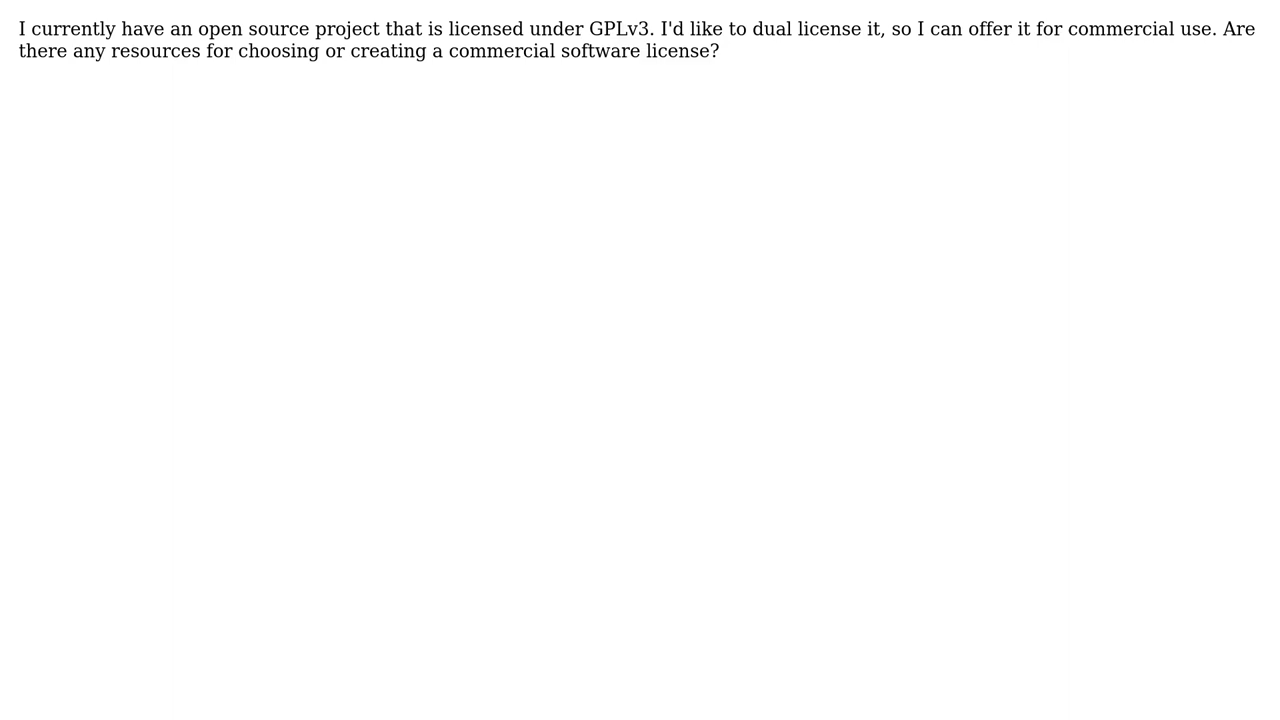 I currently have an open source project that is licensed under GPLv3. I'd like to dual license it, so I can offer it for commercial use. Are
there any resources for choosing or creating a commercial software license?